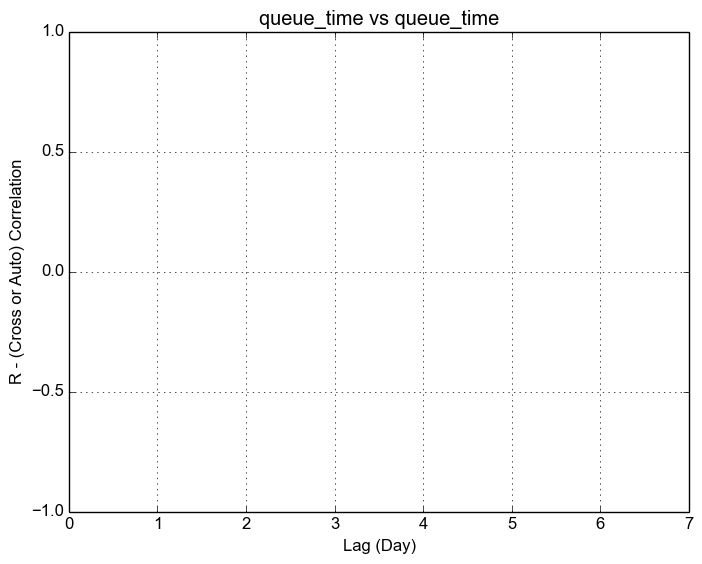 queue_time vs queue_time
1.0
0.5
0.0
−0.5
−1.0
R - (Cross or Auto) Correlation
0 1 2 3 4 5 6 7
Lag (Day)